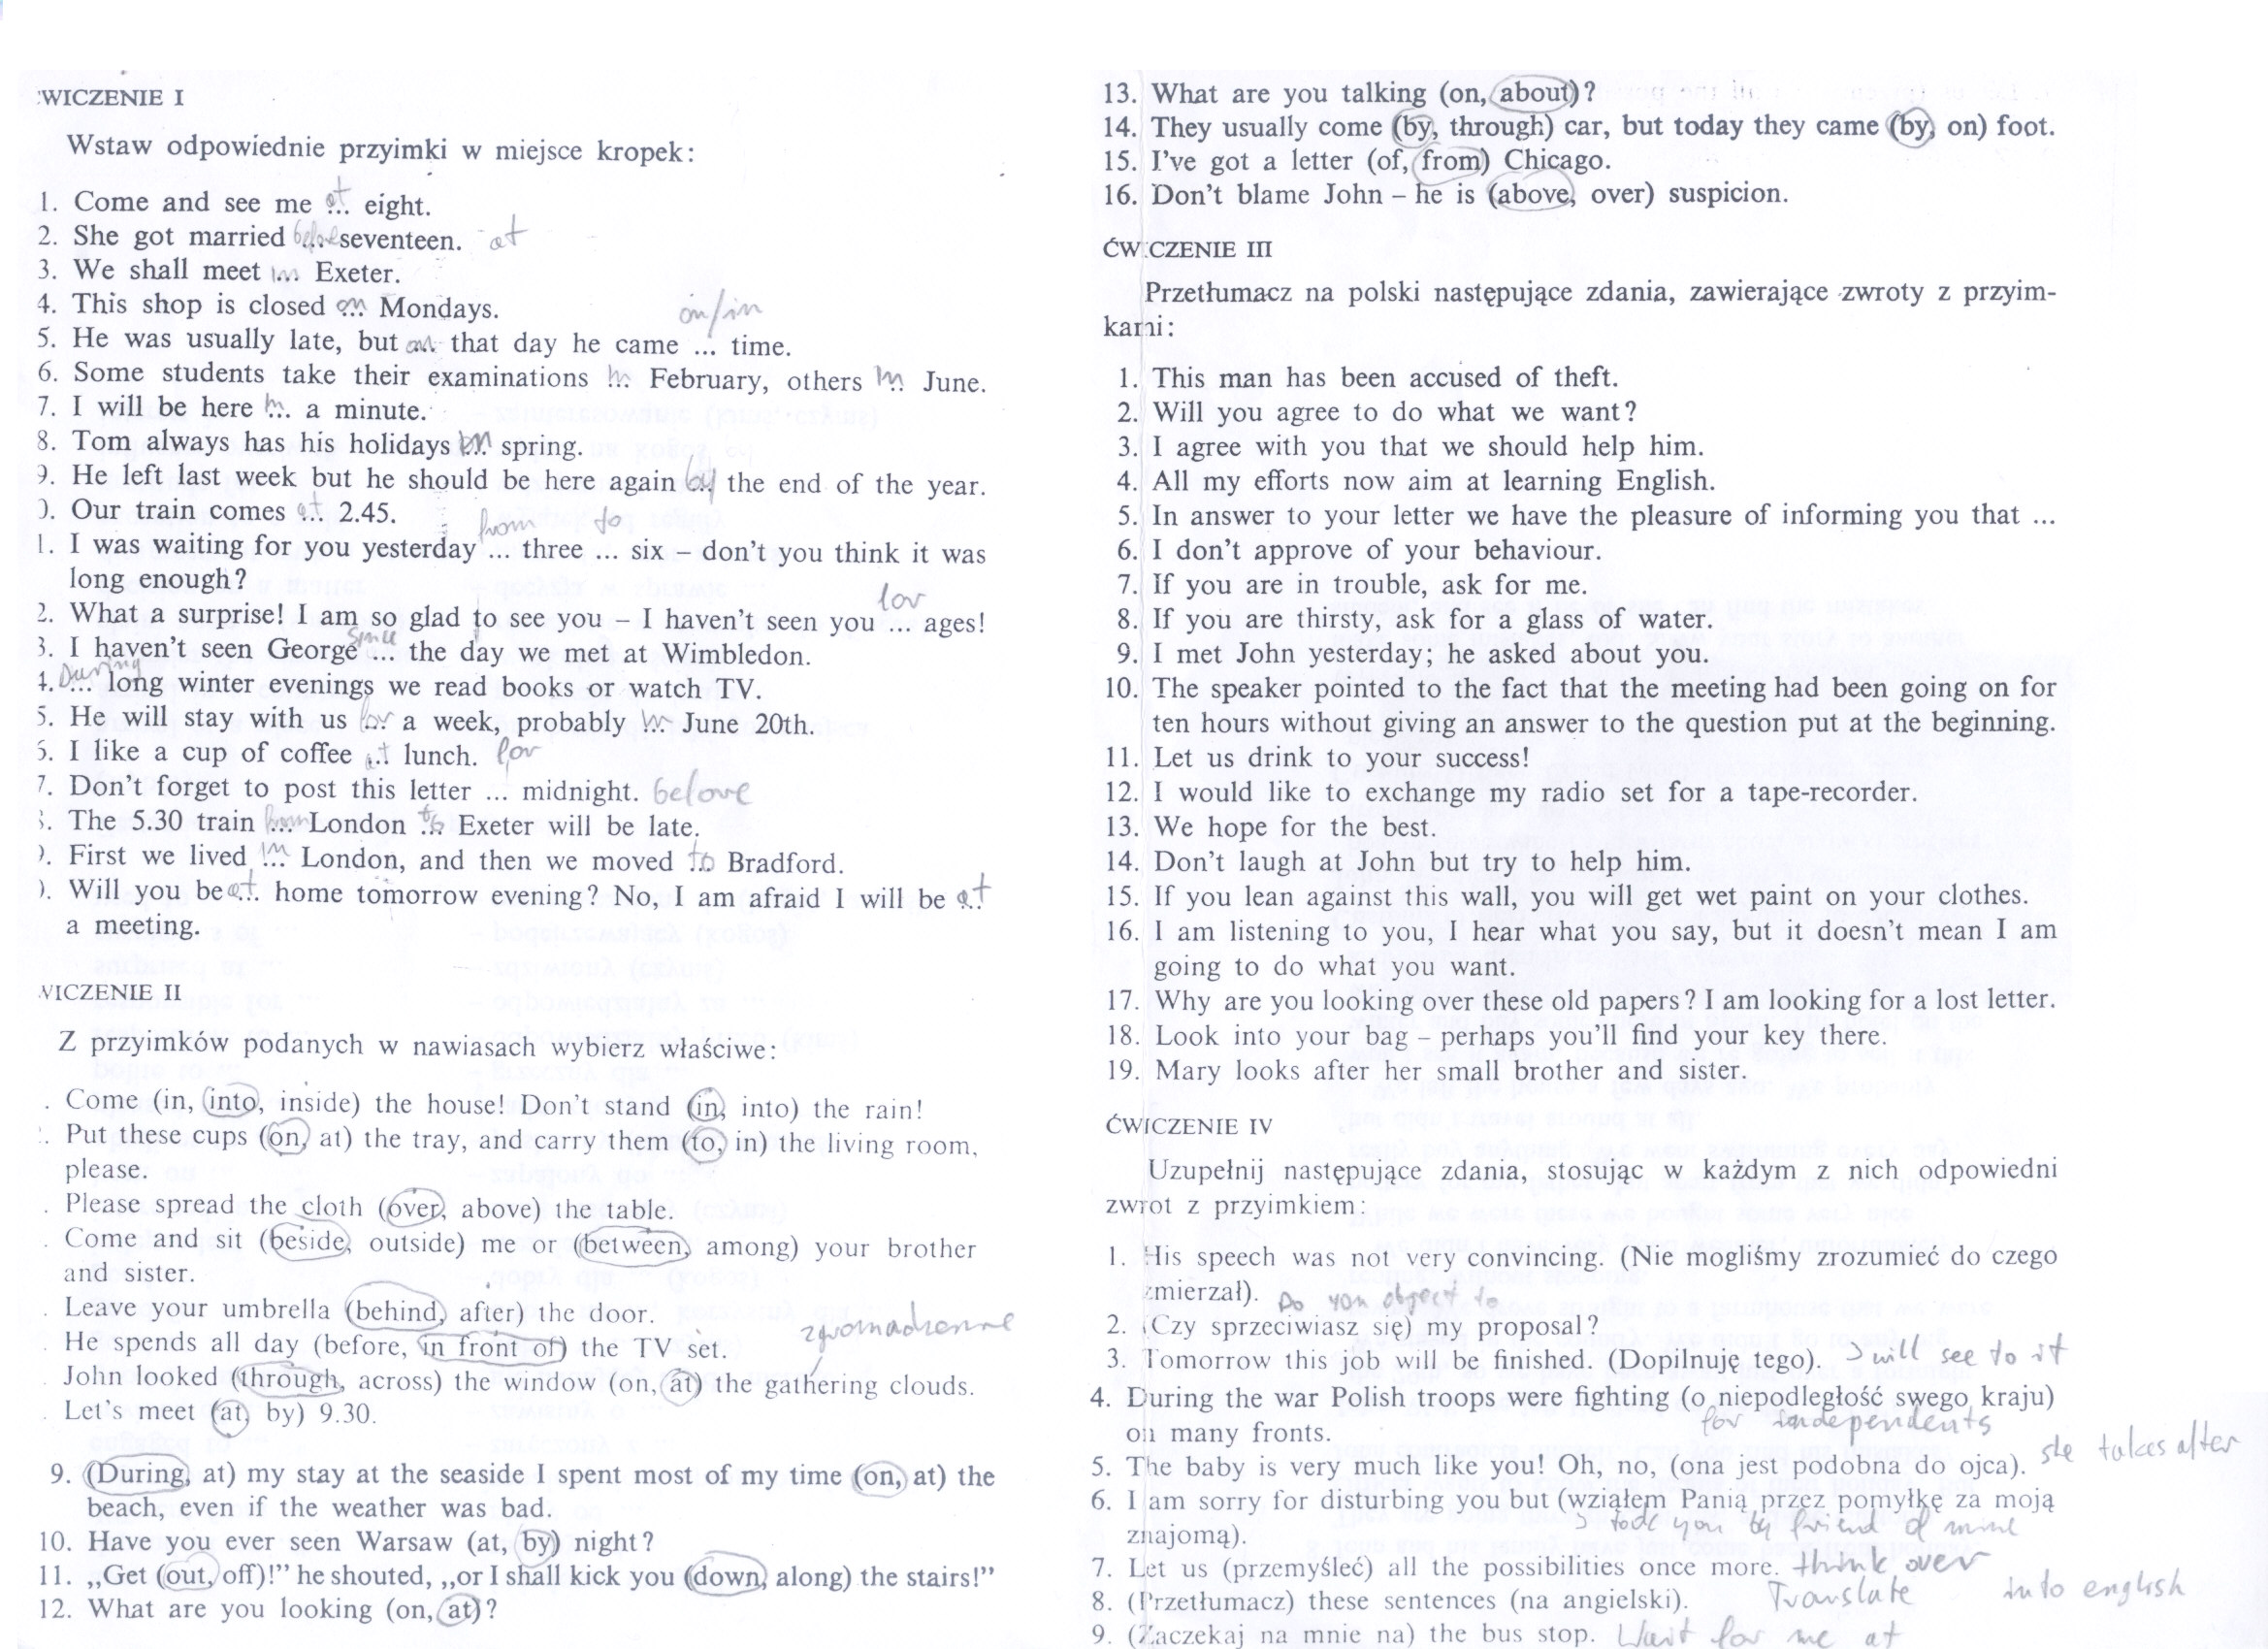 WICZENIE I
Wstaw odpowiednie przyimki w miejsce kropek:
1. Come and see me at ... eight.
2. She got married before ... seventeen. at
3. We shall meet in ... Exeter.
4. This shop is closed on ... Mondays.
on/in
5. He was usually late, but on ... that day he came ... time.
6. Some students take their examinations in ... February, others in ... June.
7. I will be here in ... a minute.
8. Tom always has his holidays in ... spring.
9. He left last week but he should be here again by ... the end of the year.
). Our train comes at ... 2.45.
from to
1. I was waiting for you yesterday ... three ... six – don't you think it was
long enough?
for
2. What a surprise! I am so glad to see you – I haven't seen you ... ages!
3. I haven't seen George since ... the day we met at Wimbledon.
4. During ... long winter evenings we read books or watch TV.
5. He will stay with us for ... a week, probably in ... June 20th.
5. I like a cup of coffee at ... lunch. for
7. Don't forget to post this letter ... midnight. before
3. The 5.30 train from ... London to ... Exeter will be late.
). First we lived in ... London, and then we moved to ... Bradford.
). Will you be at ... home tomorrow evening? No, I am afraid I will be at ...
a meeting.
WICZENIE II
Z przyimków podanych w nawiasach wybierz właściwe:
. Come (in, into, inside) the house! Don't stand (in, into) the rain!
. Put these cups (on, at) the tray, and carry them (to, in) the living room,
please.
. Please spread the cloth (over, above) the table.
. Come and sit (beside, outside) me or (between, among) your brother
and sister.
. Leave your umbrella (behind, after) the door.
. He spends all day (before, in front of) the TV set.
zgromadzenne
. John looked (through, across) the window (on, at) the gathering clouds.
. Let's meet (at, by) 9.30.
9. (During, at) my stay at the seaside I spent most of my time (on, at) the
beach, even if the weather was bad.
10. Have you ever seen Warsaw (at, by) night?
11. „Get (out, off)!” he shouted, „or I shall kick you (down, along) the stairs!”
12. What are you looking (on, at)?
13. What are you talking (on, about)?
14. They usually come (by, through) car, but today they came (by, on) foot.
15. I've got a letter (of, from) Chicago.
16. Don't blame John – he is (above, over) suspicion.
ĆWICZENIE III
Przetłumacz na polski następujące zdania, zawierające zwroty z przyim-
kami:
1. This man has been accused of theft.
2. Will you agree to do what we want?
3. I agree with you that we should help him.
4. All my efforts now aim at learning English.
5. In answer to your letter we have the pleasure of informing you that ...
6. I don't approve of your behaviour.
7. If you are in trouble, ask for me.
8. If you are thirsty, ask for a glass of water.
9. I met John yesterday; he asked about you.
10. The speaker pointed to the fact that the meeting had been going on for
ten hours without giving an answer to the question put at the beginning.
11. Let us drink to your success!
12. I would like to exchange my radio set for a tape-recorder.
13. We hope for the best.
14. Don't laugh at John but try to help him.
15. If you lean against this wall, you will get wet paint on your clothes.
16. I am listening to you, I hear what you say, but it doesn't mean I am
going to do what you want.
17. Why are you looking over these old papers? I am looking for a lost letter.
18. Look into your bag – perhaps you'll find your key there.
19. Mary looks after her small brother and sister.
ĆWICZENIE IV
Uzupełnij następujące zdania, stosując w każdym z nich odpowiedni
zwrot z przyimkiem:
1. His speech was not very convincing. (Nie mogliśmy zrozumieć do czego
zmierzał). Do you object to
2. (Czy sprzeciwiasz się) my proposal?
3. Tomorrow this job will be finished. (Dopilnuję tego). I will see to it
4. During the war Polish troops were fighting (o niepodległość swego kraju)
for independents
on many fronts.
5. The baby is very much like you! Oh, no, (ona jest podobna do ojca). she takes after
6. I am sorry for disturbing you but (wziąłem Panią przez pomyłkę za moją
znajomą). I took you by friend of mine
7. Let us (przemyśleć) all the possibilities once more. think over
8. (Przetłumacz) these sentences (na angielski). Translate into english
9. (Zaczekaj na mnie na) the bus stop. Wait for me at